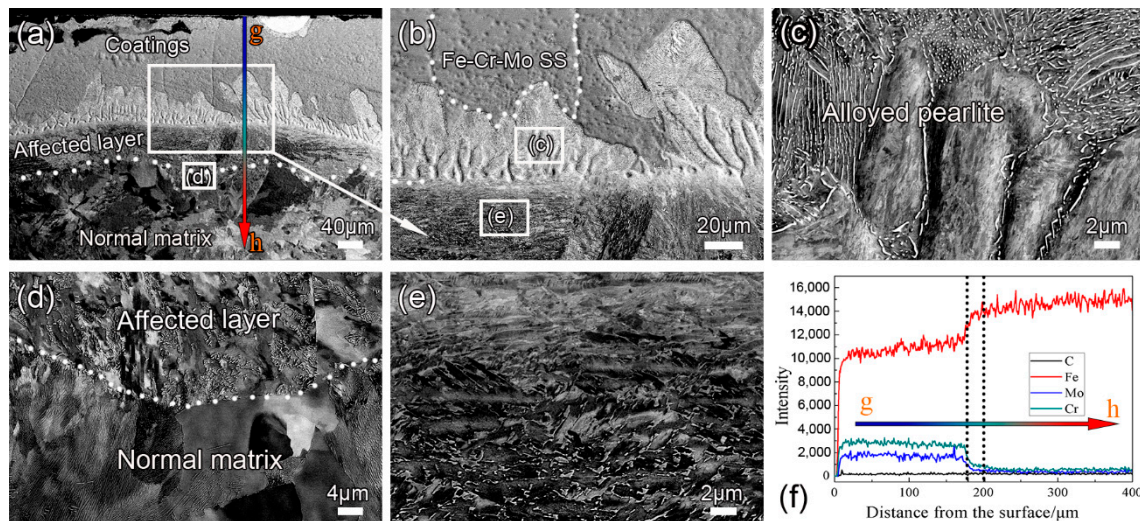 (a)
Coatings
g
Affected layer
(d)
Normal matrix
h
40μm
(b)
Fe-Cr-Mo SS
(c)
(e)
20μm
(c)
Alloyed pearlite
2μm
(d)
Affected layer
Normal matrix
4μm
(e)
2μm
16,000
14,000
12,000
10,000
8,000
6,000
4,000
2,000
0
Intensity
C
Fe
Mo
Cr
g
h
0
100
200
300
400
Distance from the surface/μm
(f)